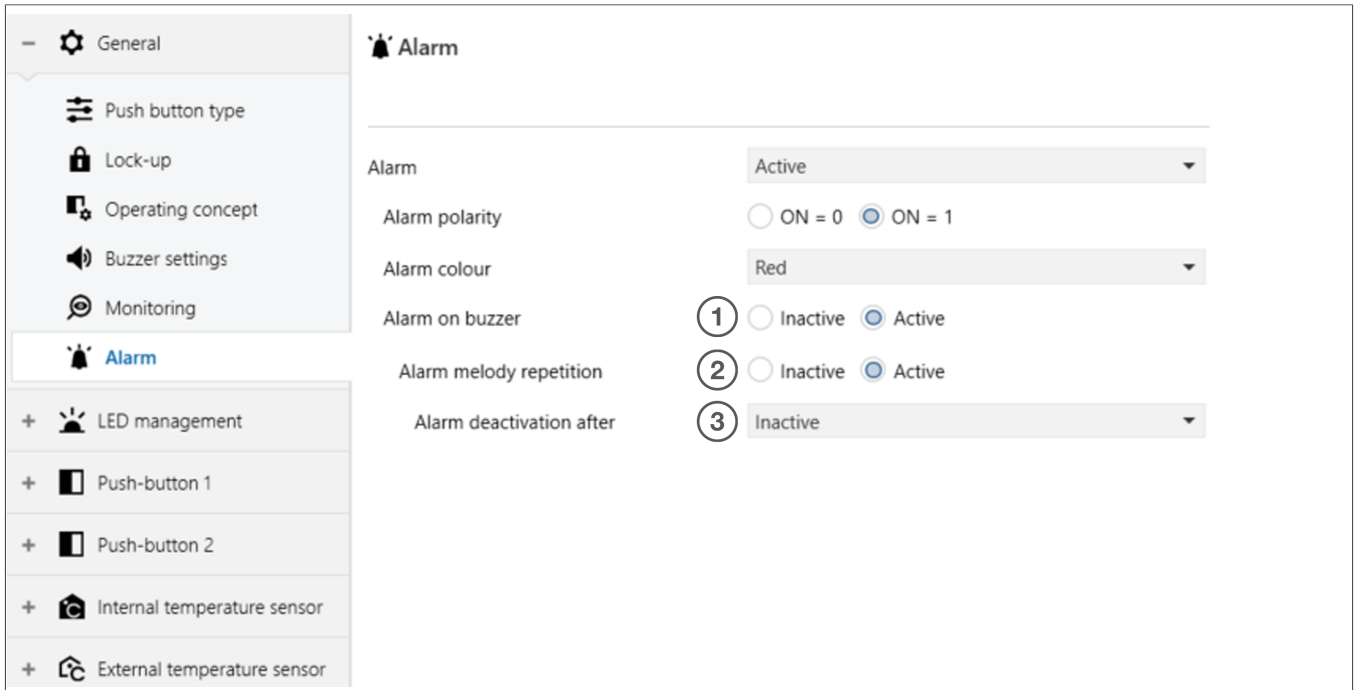 General
Push button type
Lock-up
Operating concept
Buzzer settings
Monitoring
Alarm
LED management
Push-button 1
Push-button 2
Internal temperature sensor
External temperature sensor
Alarm
Alarm Active
Alarm polarity ON = 0 ON = 1
Alarm colour Red
Alarm on buzzer 1 Inactive Active
Alarm melody repetition 2 Inactive Active
Alarm deactivation after 3 Inactive